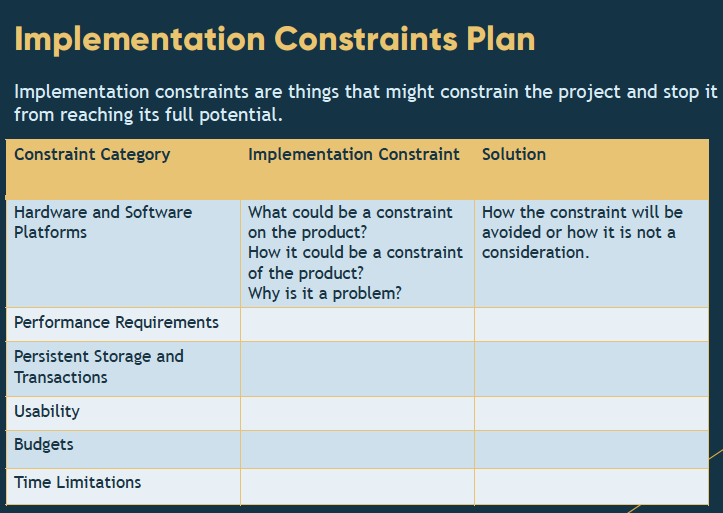 Implementation Constraints Plan
Implementation constraints are things that might constrain the project and stop it
from reaching its full potential.
Constraint Category
Implementation Constraint
Solution
Hardware and Software
Platforms
What could be a constraint
on the product?
How it could be a constraint
of the product?
Why is it a problem?
How the constraint will be
avoided or how it is not a
consideration.
Performance Requirements
Persistent Storage and
Transactions
Usability
Budgets
Time Limitations